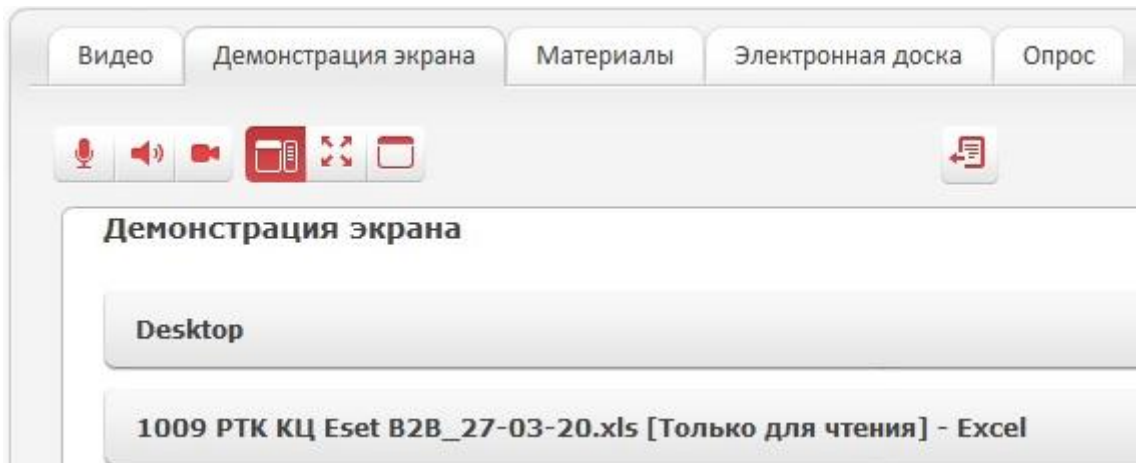 Видео Демонстрация экрана Материалы Электронная доска Опрос
Демонстрация экрана
Desktop
1009 РТК КЦ Eset B2B_27-03-20.xls [Только для чтения] - Excel